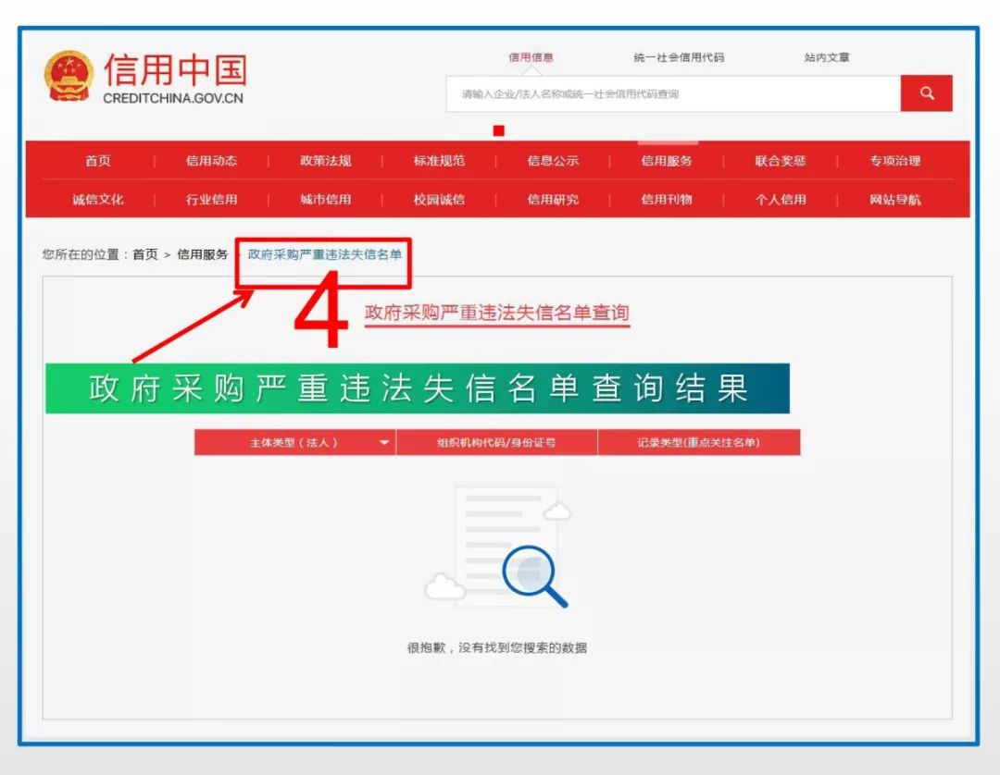 信用中国
CREDITCHINA.GOV.CN
信用信息 统一社会信用代码 站内文章
请输入企业/法人名称或统一社会信用代码查询
首页 信用动态 政策法规 标准规范 信息公示 信用服务 联合奖惩 专项治理
诚信文化 行业信用 城市信用 校园诚信 信用研究 信用刊物 个人信用 网站导航
您所在的位置：首页 > 信用服务 > 政府采购严重违法失信名单
4
政府采购严重违法失信名单查询
政府采购严重违法失信名单查询结果
主体类型（法人） 组织机构代码/身份证号 记录类型(重点关注名单)
很抱歉，没有找到您搜索的数据